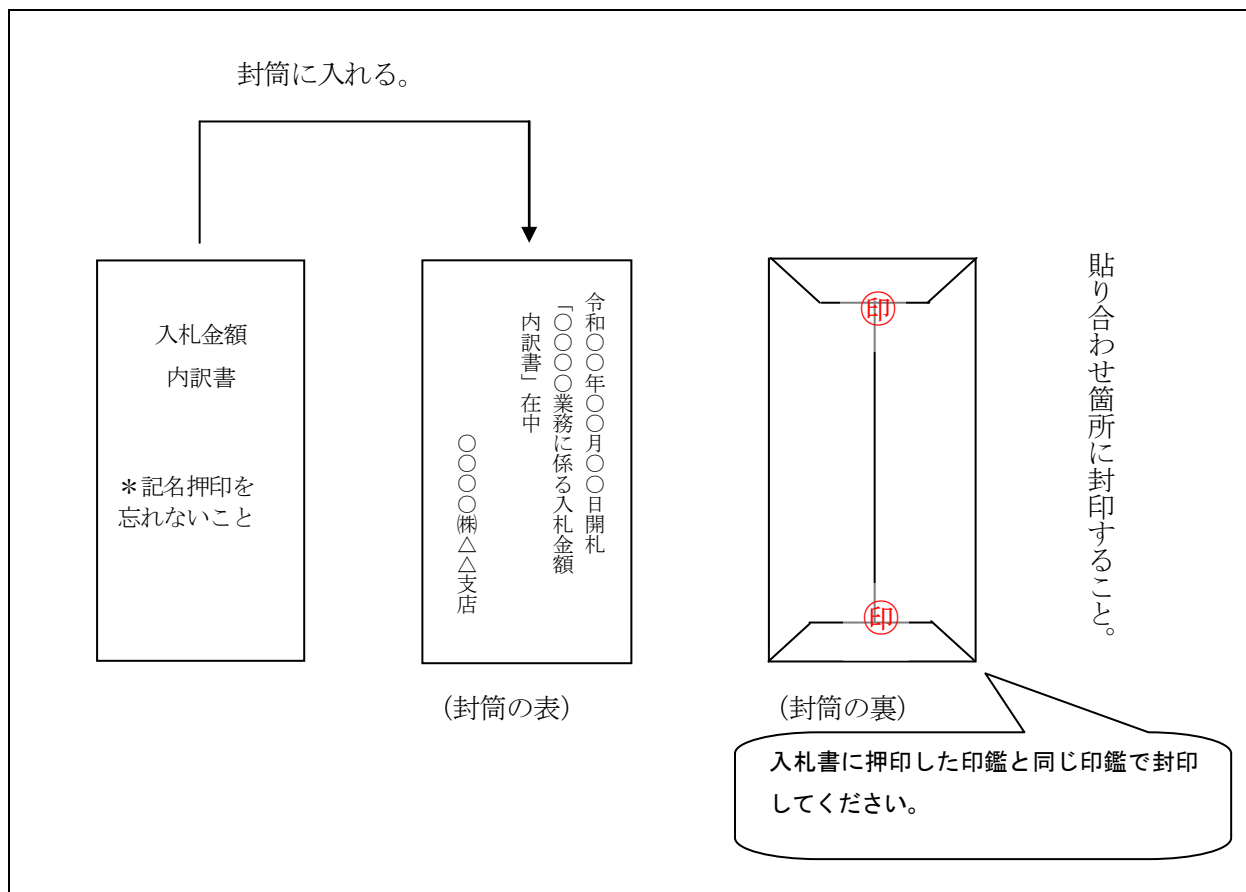 封筒に入れる。
入札金額
内訳書
＊記名押印を
忘れないこと
令和〇〇年〇〇月〇〇日開札
「〇〇〇〇業務に係る入札金額
内訳書」在中
〇〇〇〇㈱△△支店
(封筒の表)
印
印
(封筒の裏)
貼り合わせ箇所に封印すること。
入札書に押印した印鑑と同じ印鑑で封印
してください。